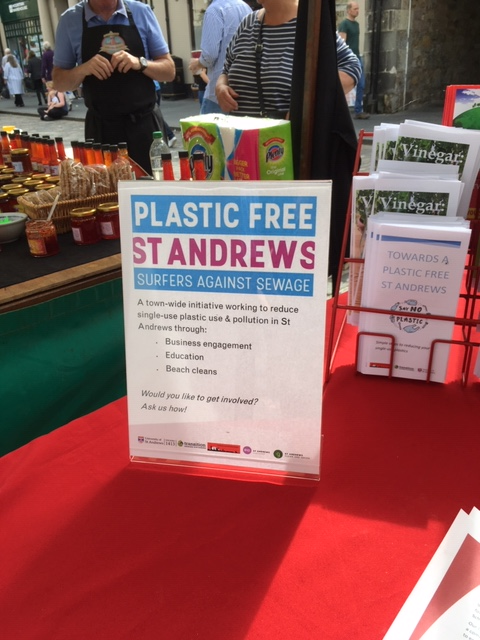 PLASTIC FREE
ST ANDREWS
SURFERS AGAINST SEWAGE
A town-wide initiative working to reduce
single-use plastic use & pollution in St
Andrews through:
· Business engagement
· Education
· Beach cleans
Would you like to get involved?
Ask us how!
Vinegar:
Vinegar:
TOWARDS A
PLASTIC FREE
ST ANDREWS
SAY NO
PLASTIC